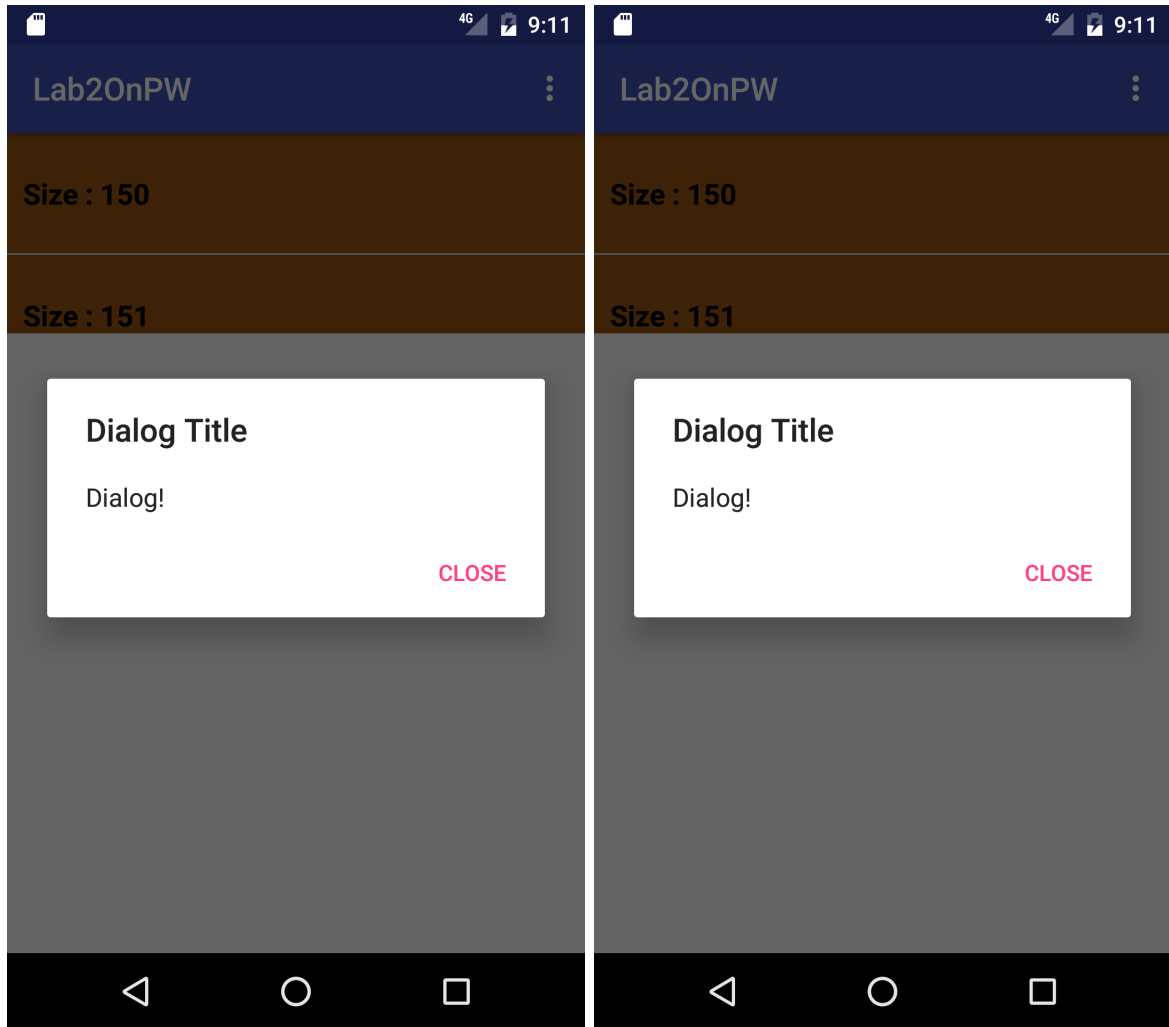 4G 9:11
Lab2OnPW
Size : 150
Size : 151
Dialog Title
Dialog!
CLOSE
4G 9:11
Lab2OnPW
Size : 150
Size : 151
Dialog Title
Dialog!
CLOSE